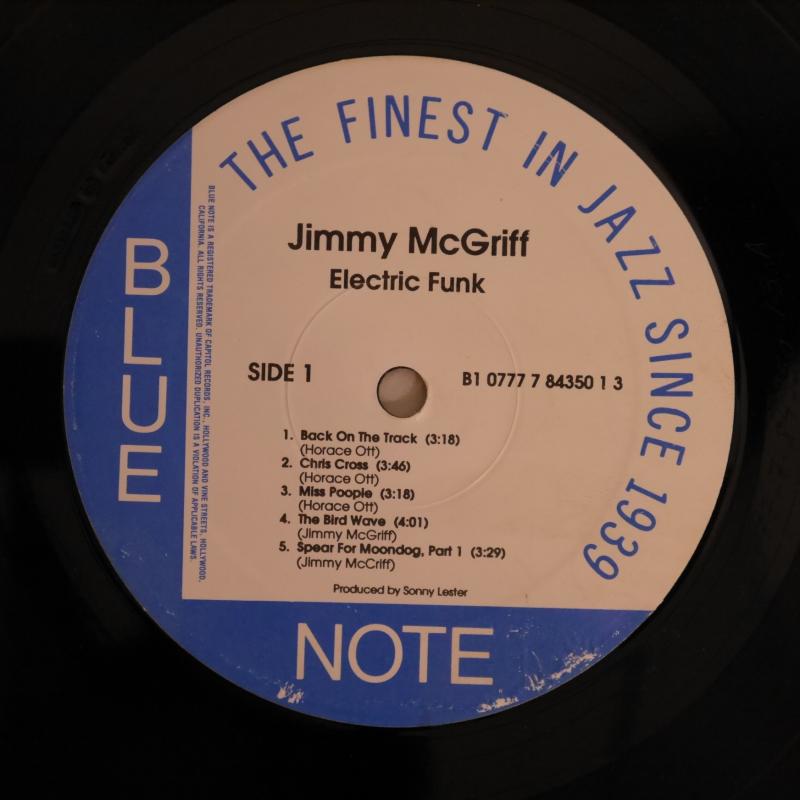 THE FINEST IN JAZZ SINCE 1939
BLUE NOTE
BLUE NOTE IS A REGISTERED TRADEMARK OF CAPITOL RECORDS, INC., HOLLYWOOD AND VINE STREETS, HOLLYWOOD,
CALIFORNIA. ALL RIGHTS RESERVED. UNAUTHORIZED DUPLICATION IS A VIOLATION OF APPLICABLE LAWS.
Jimmy McGriff
Electric Funk
SIDE 1
B1 0777 7 84350 1 3
1. Back On The Track (3:18)
(Horace Ott)
2. Chris Cross (3:46)
(Horace Ott)
3. Miss Poopie (3:18)
(Horace Ott)
4. The Bird Wave (4:01)
(Jimmy McGriff)
5. Spear For Moondog, Part 1 (3:29)
(Jimmy McCriff)
Produced by Sonny Lester